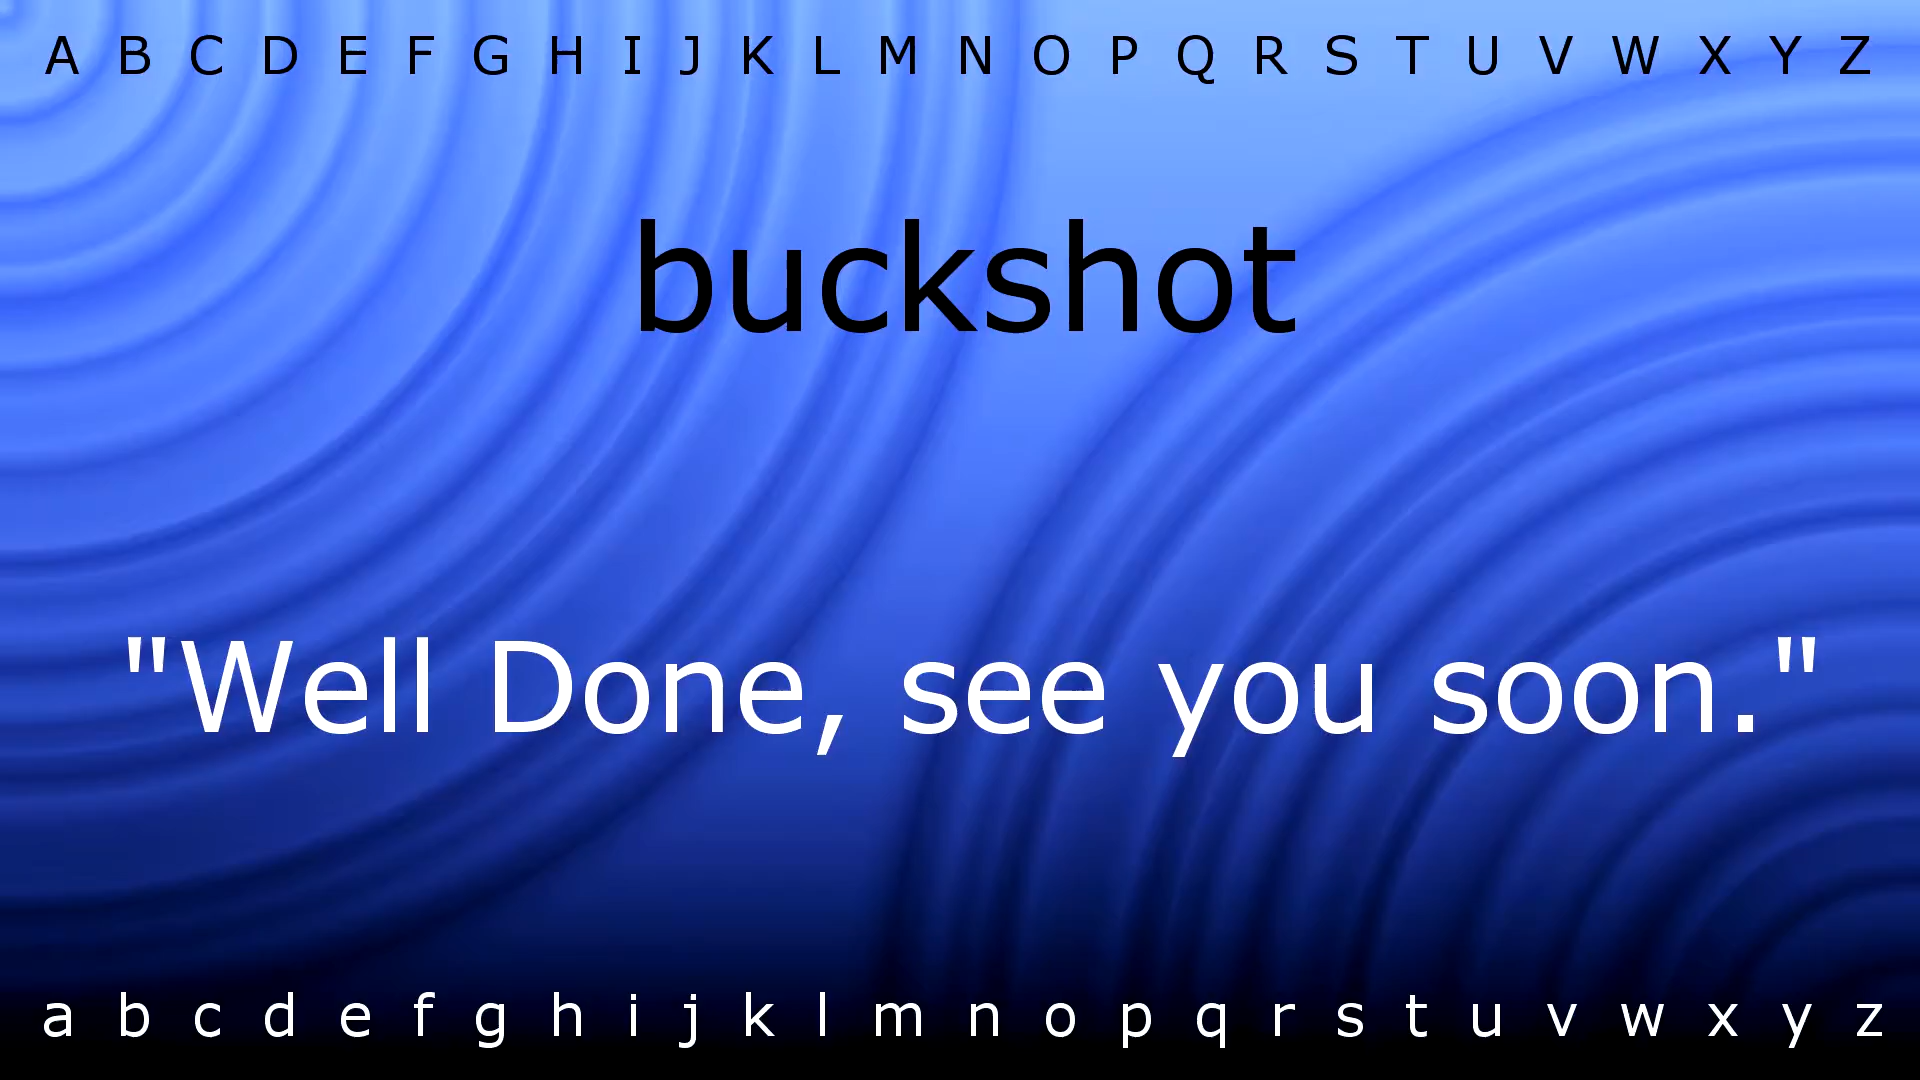 A B C D E F G H I J K L M N O P Q R S T U V W X Y Z
buckshot
"Well Done, see you soon."
a b c d e f g h i j k l m n o p q r s t u v w x y z